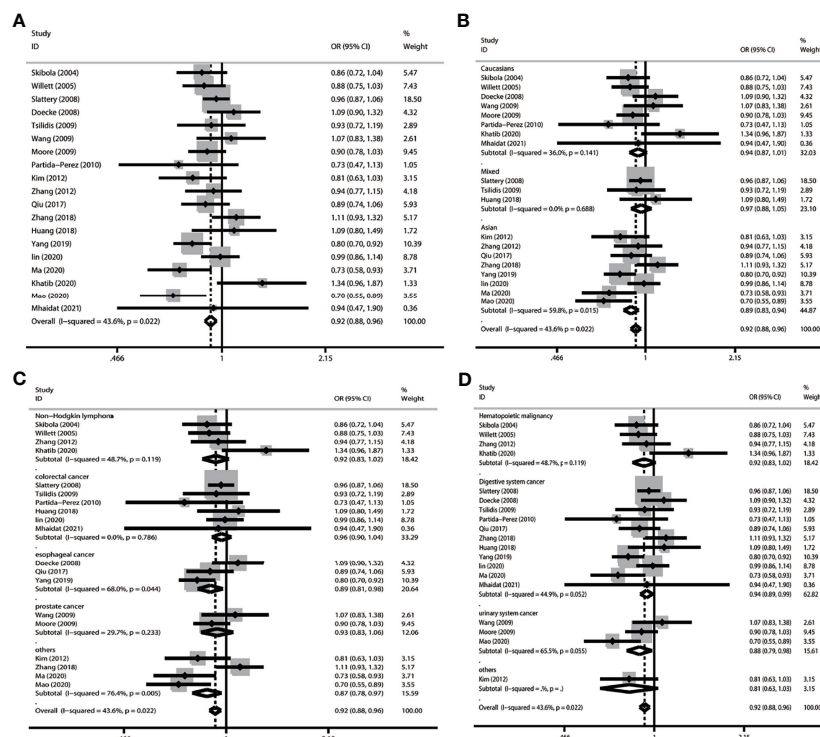 A
Study %
ID OR (95% CI) Weight
Skibola (2004) 0.86 (0.72, 1.04) 5.47
Willett (2005) 0.88 (0.75, 1.03) 7.43
Slattery (2008) 0.96 (0.87, 1.06) 18.50
Doecke (2008) 1.09 (0.90, 1.32) 4.32
Tsilidis (2009) 0.93 (0.72, 1.19) 2.89
Wang (2009) 1.07 (0.83, 1.38) 2.61
Moore (2009) 0.90 (0.78, 1.03) 9.45
Partida-Perez (2010) 0.73 (0.47, 1.13) 1.05
Kim (2012) 0.81 (0.63, 1.03) 3.15
Zhang (2012) 0.94 (0.77, 1.15) 4.18
Qiu (2017) 0.89 (0.74, 1.06) 5.93
Zhang (2018) 1.11 (0.93, 1.32) 5.17
Huang (2018) 1.09 (0.80, 1.49) 1.72
Yang (2019) 0.80 (0.70, 0.92) 10.39
lin (2020) 0.99 (0.86, 1.14) 8.78
Ma (2020) 0.73 (0.58, 0.93) 3.71
Khatib (2020) 1.34 (0.96, 1.87) 1.33
Mao (2020) 0.70 (0.55, 0.89) 3.55
Mhaidat (2021) 0.94 (0.47, 1.90) 0.36
Overall (I-squared = 43.6%, p = 0.022) 0.92 (0.88, 0.96) 100.00
.466 1 2.15
B
Study %
ID OR (95% CI) Weight
Caucasians
Skibola (2004) 0.86 (0.72, 1.04) 5.47
Willett (2005) 0.88 (0.75, 1.03) 7.43
Doecke (2008) 1.09 (0.90, 1.32) 4.32
Wang (2009) 1.07 (0.83, 1.38) 2.61
Moore (2009) 0.90 (0.78, 1.03) 9.45
Partida-Perez (2010) 0.73 (0.47, 1.13) 1.05
Khatib (2020) 1.34 (0.96, 1.87) 1.33
Mhaidat (2021) 0.94 (0.47, 1.90) 0.36
Subtotal (I-squared = 36.0%, p = 0.141) 0.94 (0.87, 1.01) 32.03
.
Mixed
Slattery (2008) 0.96 (0.87, 1.06) 18.50
Tsilidis (2009) 0.93 (0.72, 1.19) 2.89
Huang (2018) 1.09 (0.80, 1.49) 1.72
Subtotal (I-squared = 0.0%, p = 0.688) 0.97 (0.88, 1.05) 23.10
.
Asian
Kim (2012) 0.81 (0.63, 1.03) 3.15
Zhang (2012) 0.94 (0.77, 1.15) 4.18
Qiu (2017) 0.89 (0.74, 1.06) 5.93
Zhang (2018) 1.11 (0.93, 1.32) 5.17
Yang (2019) 0.80 (0.70, 0.92) 10.39
lin (2020) 0.99 (0.86, 1.14) 8.78
Ma (2020) 0.73 (0.58, 0.93) 3.71
Mao (2020) 0.70 (0.55, 0.89) 3.55
Subtotal (I-squared = 59.8%, p = 0.015) 0.89 (0.83, 0.94) 44.87
.
Overall (I-squared = 43.6%, p = 0.022) 0.92 (0.88, 0.96) 100.00
.466 1 2.15
C
Study %
ID OR (95% CI) Weight
Non-Hodgkin lymphons
Skibola (2004) 0.86 (0.72, 1.04) 5.47
Willett (2005) 0.88 (0.75, 1.03) 7.43
Zhang (2012) 0.94 (0.77, 1.15) 4.18
Khatib (2020) 1.34 (0.96, 1.87) 1.33
Subtotal (I-squared = 48.7%, p = 0.119) 0.92 (0.83, 1.02) 18.42
.
colorectal cancer
Slattery (2008) 0.96 (0.87, 1.06) 18.50
Tsilidis (2009) 0.93 (0.72, 1.19) 2.89
Partida-Perez (2010) 0.73 (0.47, 1.13) 1.05
Huang (2018) 1.09 (0.80, 1.49) 1.72
lin (2020) 0.99 (0.86, 1.14) 8.78
Mhaidat (2021) 0.94 (0.47, 1.90) 0.36
Subtotal (I-squared = 0.0%, p = 0.786) 0.96 (0.90, 1.04) 33.29
.
esophageal cancer
Doecke (2008) 1.09 (0.90, 1.32) 4.32
Qiu (2017) 0.89 (0.74, 1.06) 5.93
Yang (2019) 0.80 (0.70, 0.92) 10.39
Subtotal (I-squared = 68.0%, p = 0.044) 0.89 (0.81, 0.98) 20.64
.
prostate cancer
Wang (2009) 1.07 (0.83, 1.38) 2.61
Moore (2009) 0.90 (0.78, 1.03) 9.45
Subtotal (I-squared = 29.7%, p = 0.233) 0.93 (0.83, 1.06) 12.06
.
others
Kim (2012) 0.81 (0.63, 1.03) 3.15
Zhang (2018) 1.11 (0.93, 1.32) 5.17
Ma (2020) 0.73 (0.58, 0.93) 3.71
Mao (2020) 0.70 (0.55, 0.89) 3.55
Subtotal (I-squared = 76.4%, p = 0.005) 0.87 (0.78, 0.97) 15.59
.
Overall (I-squared = 43.6%, p = 0.022) 0.92 (0.88, 0.96) 100.00
D
Study %
ID OR (95% CI) Weight
Hematopoietic malignancy
Skibola (2004) 0.86 (0.72, 1.04) 5.47
Willett (2005) 0.88 (0.75, 1.03) 7.43
Zhang (2012) 0.94 (0.77, 1.15) 4.18
Khatib (2020) 1.34 (0.96, 1.87) 1.33
Subtotal (I-squared = 48.7%, p = 0.119) 0.92 (0.83, 1.02) 18.42
.
Digestive system cancer
Slattery (2008) 0.96 (0.87, 1.06) 18.50
Doecke (2008) 1.09 (0.90, 1.32) 4.32
Tsilidis (2009) 0.93 (0.72, 1.19) 2.89
Partida-Perez (2010) 0.73 (0.47, 1.13) 1.05
Qiu (2017) 0.89 (0.74, 1.06) 5.93
Zhang (2018) 1.11 (0.93, 1.32) 5.17
Huang (2018) 1.09 (0.80, 1.49) 1.72
Yang (2019) 0.80 (0.70, 0.92) 10.39
lin (2020) 0.99 (0.86, 1.14) 8.78
Ma (2020) 0.73 (0.58, 0.93) 3.71
Mhaidat (2021) 0.94 (0.47, 1.90) 0.36
Subtotal (I-squared = 44.9%, p = 0.052) 0.94 (0.89, 0.99) 62.82
.
urinary system cancer
Wang (2009) 1.07 (0.83, 1.38) 2.61
Moore (2009) 0.90 (0.78, 1.03) 9.45
Mao (2020) 0.70 (0.55, 0.89) 3.55
Subtotal (I-squared = 65.5%, p = 0.055) 0.88 (0.79, 0.98) 15.61
.
others
Kim (2012) 0.81 (0.63, 1.03) 3.15
Subtotal (I-squared = .%, p = .) 0.81 (0.63, 1.03) 3.15
.
Overall (I-squared = 43.6%, p = 0.022) 0.92 (0.88, 0.96) 100.00